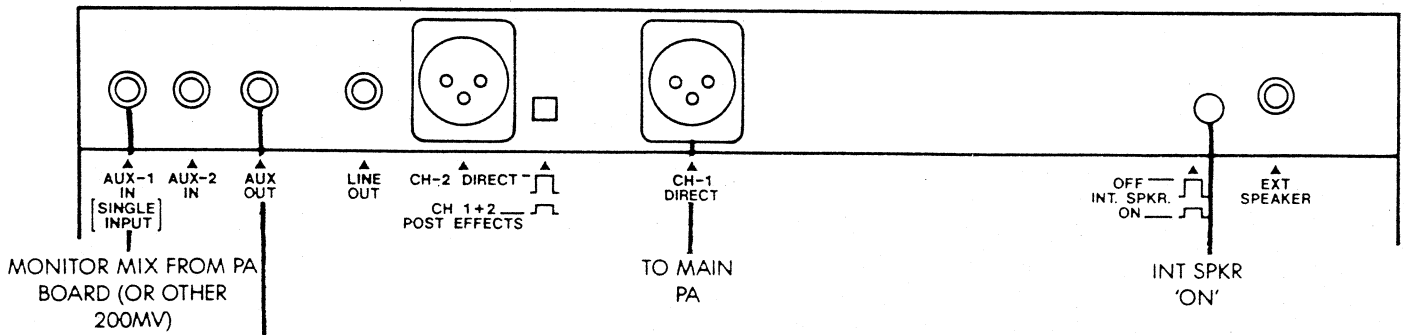 AUX-1
IN
[SINGLE
INPUT]
AUX-2
IN
AUX
OUT
LINE
OUT
CH-2 DIRECT
CH 1+2
POST EFFECTS
CH-1
DIRECT
OFF
INT. SPKR.
ON
EXT
SPEAKER
MONITOR MIX FROM PA
BOARD (OR OTHER
200MV)
TO MAIN
PA
INT SPKR
'ON'